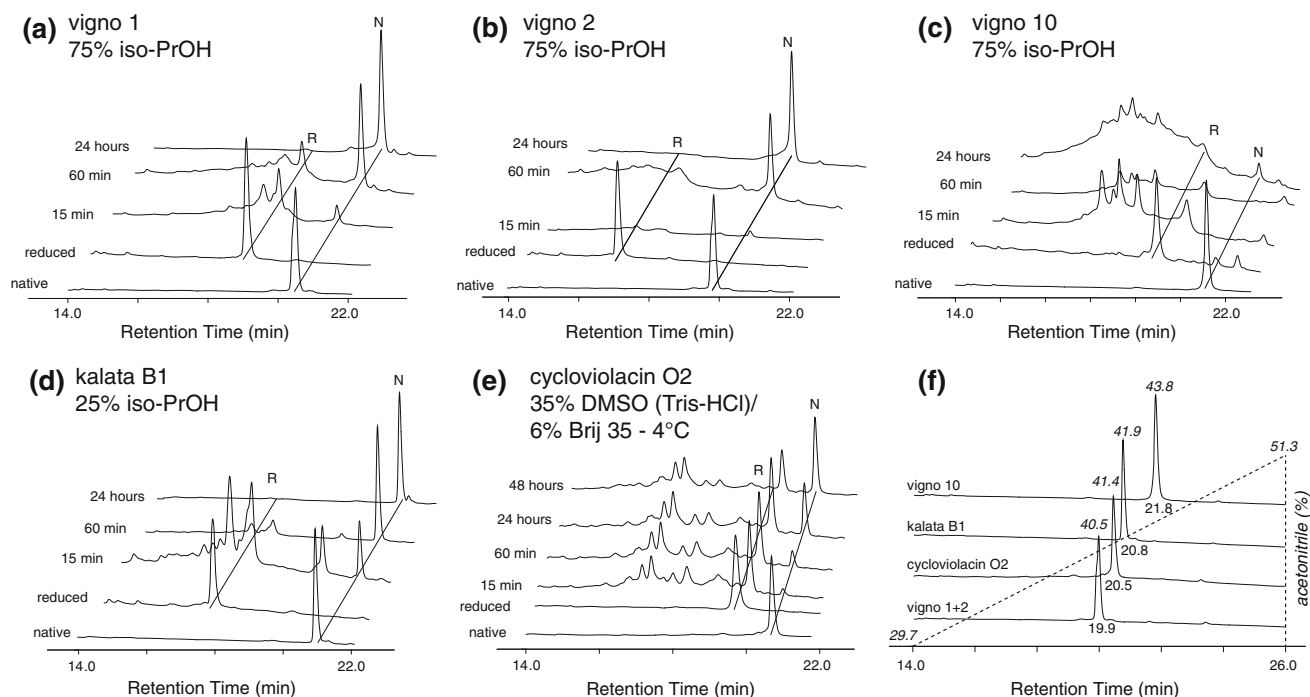 (a) vigno 1
75% iso-PrOH
N
R
24 hours
60 min
15 min
reduced
native
14.0
22.0
Retention Time (min)
(b) vigno 2
75% iso-PrOH
N
R
24 hours
60 min
15 min
reduced
native
14.0
22.0
Retention Time (min)
(c) vigno 10
75% iso-PrOH
R
N
24 hours
60 min
15 min
reduced
native
14.0
22.0
Retention Time (min)
(d) kalata B1
25% iso-PrOH
N
R
24 hours
60 min
15 min
reduced
native
14.0
22.0
Retention Time (min)
(e) cycloviolacin O2
35% DMSO (Tris-HCl)/
6% Brij 35 - 4°C
N
R
48 hours
24 hours
60 min
15 min
reduced
native
14.0
22.0
Retention Time (min)
(f)
43.8
41.9
51.3
41.4
vigno 10
21.8
40.5
kalata B1
20.8
cycloviolacin O2
20.5
vigno 1+2
19.9
29.7
acetonitrile (%)
14.0
26.0
Retention Time (min)